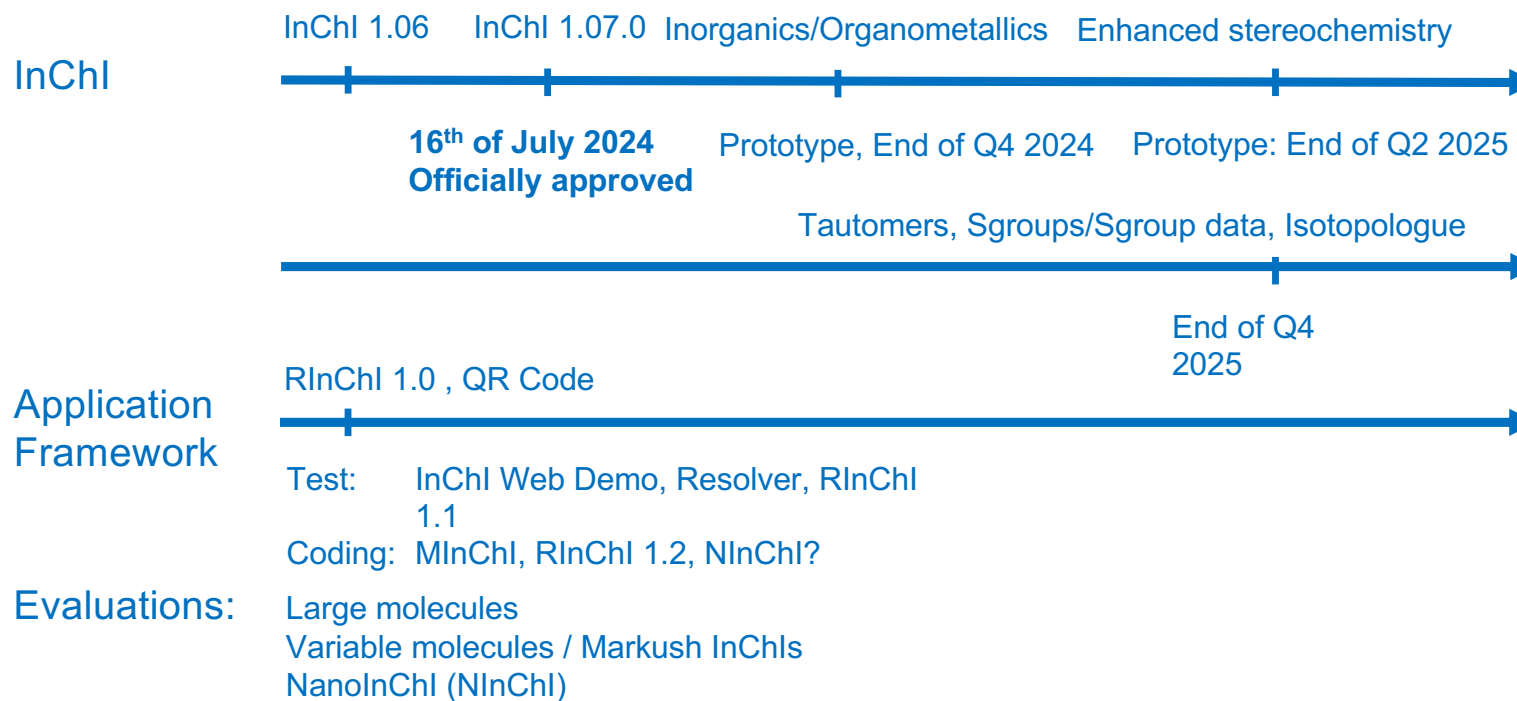 InChI 1.06
InChI 1.07.0
Inorganics/Organometallics
Enhanced stereochemistry
InChI
16th of July 2024
Officially approved
Prototype, End of Q4 2024
Prototype: End of Q2 2025
Tautomers, Sgroups/Sgroup data, Isotopologue
End of Q4
2025
RInChI 1.0 , QR Code
Application
Framework
Test: InChI Web Demo, Resolver, RInChI
1.1
Coding: MInChI, RInChI 1.2, NInChI?
Evaluations:
Large molecules
Variable molecules / Markush InChIs
NanoInChI (NInChI)